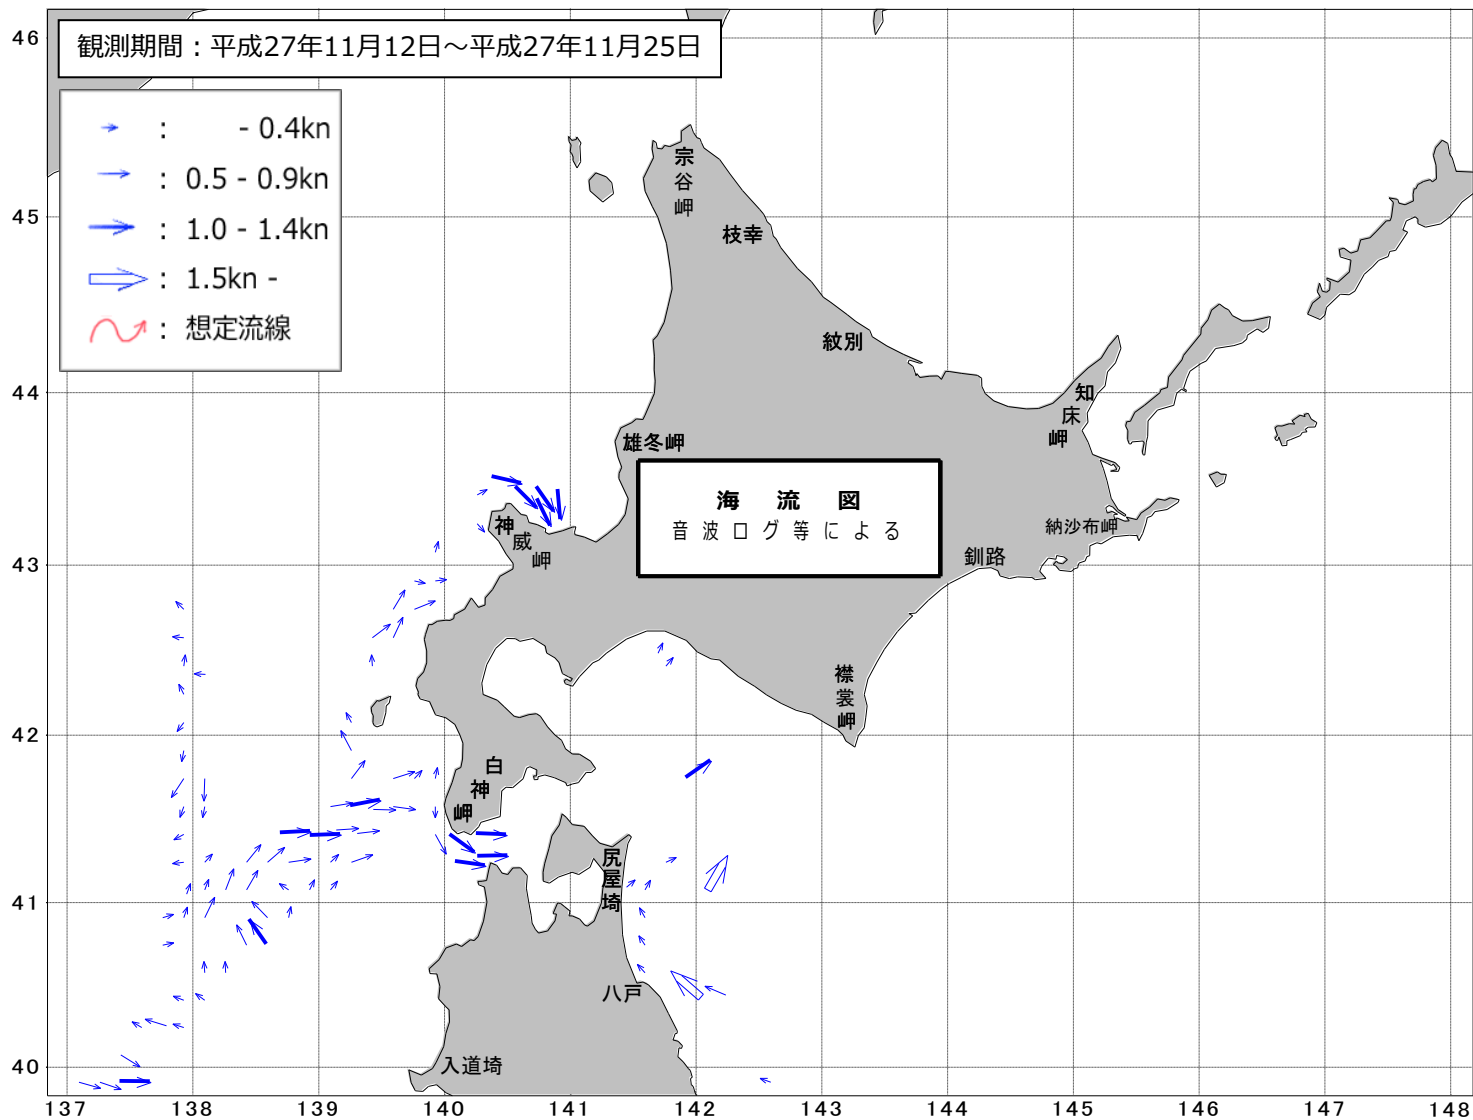 観測期間：平成27年11月12日～平成27年11月25日
： - 0.4kn
： 0.5 - 0.9kn
： 1.0 - 1.4kn
： 1.5kn -
： 想定流線
46
45
44
43
42
41
40
宗谷岬
枝幸
紋別
知床岬
雄冬岬
海 流 図
音 波 ロ グ 等 に よ る
神威岬
納沙布岬
釧路
襟裳岬
白神岬
尻屋埼
八戸
入道埼
137 138 139 140 141 142 143 144 145 146 147 148